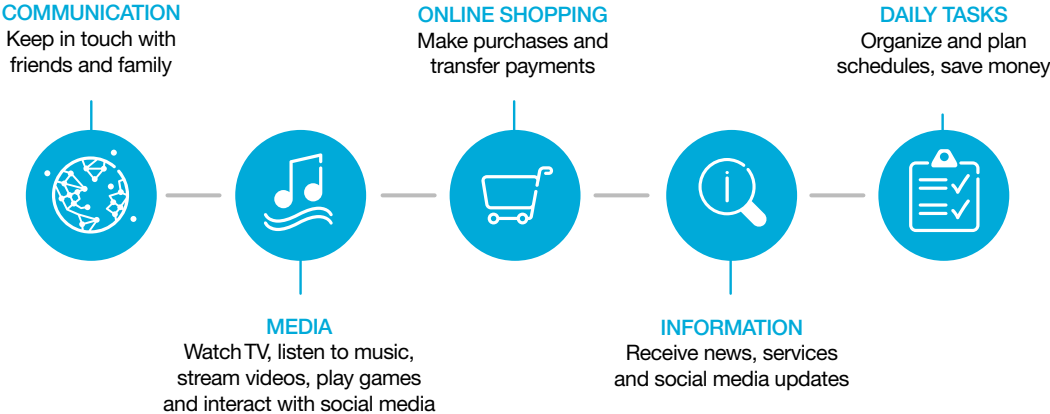 COMMUNICATION
Keep in touch with
friends and family
ONLINE SHOPPING
Make purchases and
transfer payments
DAILY TASKS
Organize and plan
schedules, save money
i
MEDIA
Watch TV, listen to music,
stream videos, play games
and interact with social media
INFORMATION
Receive news, services
and social media updates